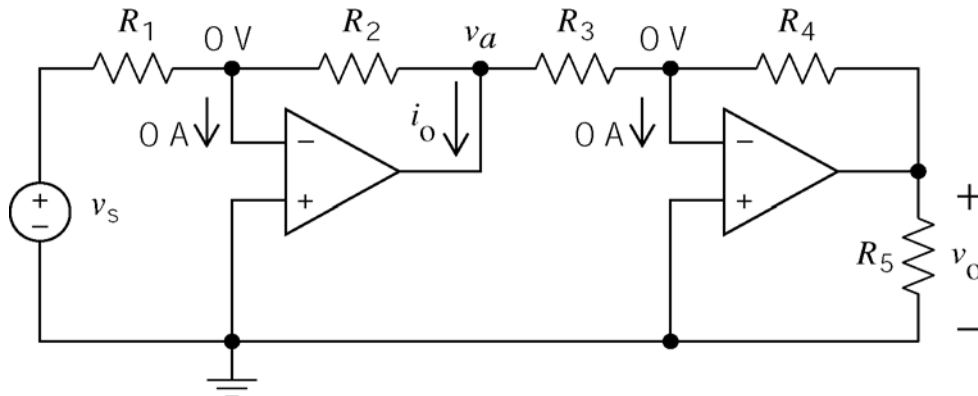 R1 0 V R2 va R3 0 V R4
0 A io 0 A
− −
+ vs + + R5 vo
−
+
−